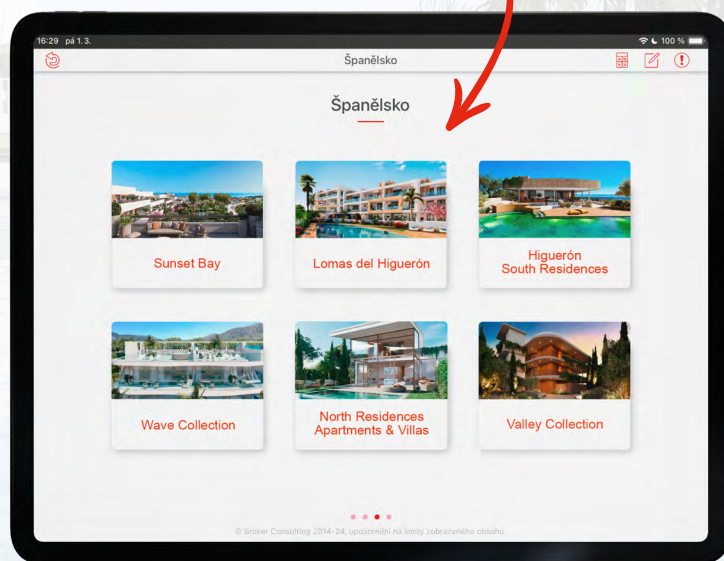 16:29 pá 1. 3.
100 %
Španělsko
Španělsko
Sunset Bay
Lomas del Higuerón
Higuerón
South Residences
Wave Collection
North Residences
Apartments & Villas
Valley Collection
© Broker Consulting 2014-24, upozornění na limity zobrazeného obsahu